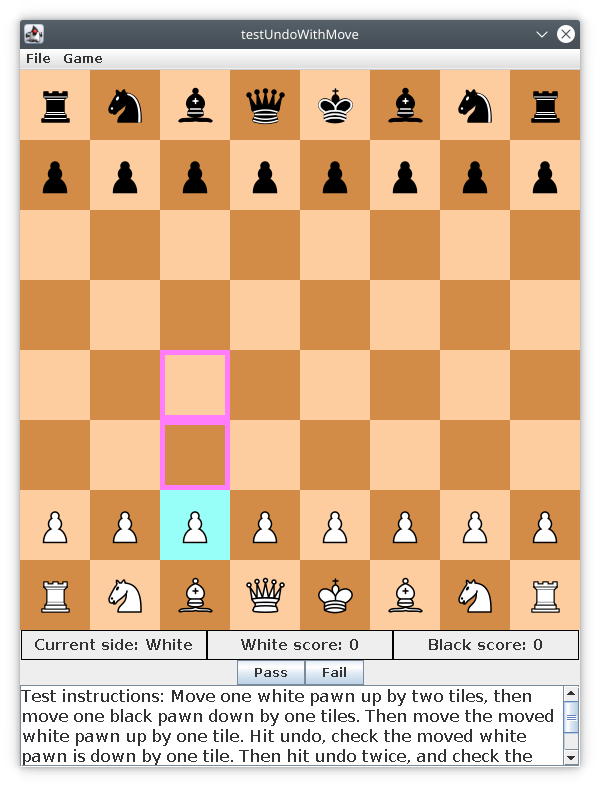 testUndoWithMove
File Game
Current side: White White score: 0 Black score: 0
Pass Fail
Test instructions: Move one white pawn up by two tiles, then
move one black pawn down by one tiles. Then move the moved
white pawn up by one tile. Hit undo, check the moved white
pawn is down by one tile. Then hit undo twice, and check the